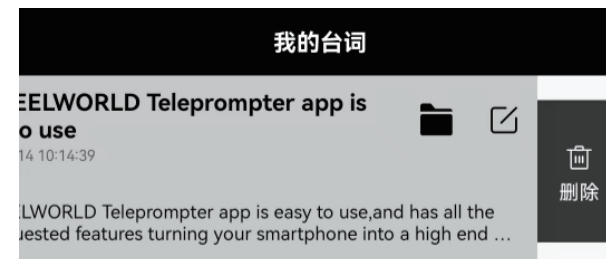 我的台词
EELWORLD Teleprompter app is
o use
14 10:14:39
删除
LWORLD Teleprompter app is easy to use,and has all the
uested features turning your smartphone into a high end ...